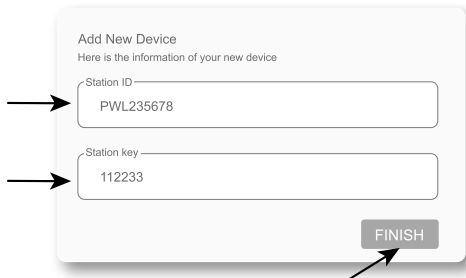 Add New Device
Here is the information of your new device
Station ID
PWL235678
Station key
112233
FINISH